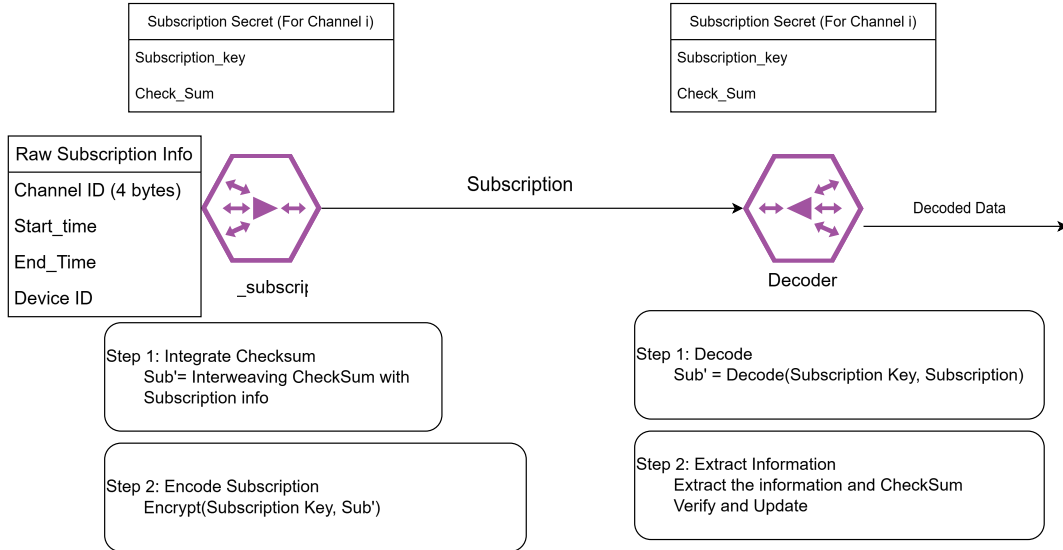 Subscription Secret (For Channel i)
Subscription_key
Check_Sum
Subscription Secret (For Channel i)
Subscription_key
Check_Sum
Raw Subscription Info
Channel ID (4 bytes)
Start_time
End_Time
Device ID
_subscrip
Subscription
Decoder
Decoded Data
Step 1: Integrate Checksum
Sub'= Interweaving CheckSum with
Subscription info
Step 2: Encode Subscription
Encrypt(Subscription Key, Sub')
Step 1: Decode
Sub' = Decode(Subscription Key, Subscription)
Step 2: Extract Information
Extract the information and CheckSum
Verify and Update